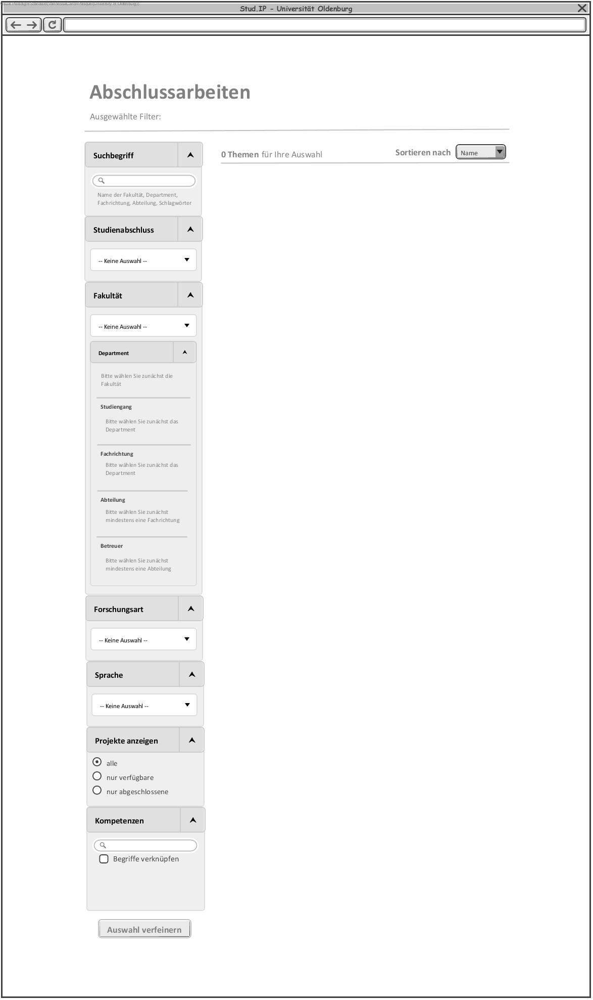 Visual Paradigm Standard(VannessaCanonPasquel(University of Oldenburg))
Stud.IP - Universität Oldenburg
Abschlussarbeiten
Ausgewählte Filter:
Suchbegriff
0 Themen für Ihre Auswahl
Sortieren nach
Name
Name der Fakultät, Department,
Fachrichtung, Abteilung, Schlagwörter
Studienabschluss
-- Keine Auswahl --
Fakultät
-- Keine Auswahl --
Department
Bitte wählen Sie zunächst die
Fakultät
Studiengang
Bitte wählen Sie zunächst das
Department
Fachrichtung
Bitte wählen Sie zunächst das
Department
Abteilung
Bitte wählen Sie zunächst
mindestens eine Fachrichtung
Betreuer
Bitte wählen Sie zunächst
mindestens eine Abteilung
Forschungsart
-- Keine Auswahl --
Sprache
-- Keine Auswahl --
Projekte anzeigen
alle
nur verfügbare
nur abgeschlossene
Kompetenzen
Begriffe verknüpfen
Auswahl verfeinern